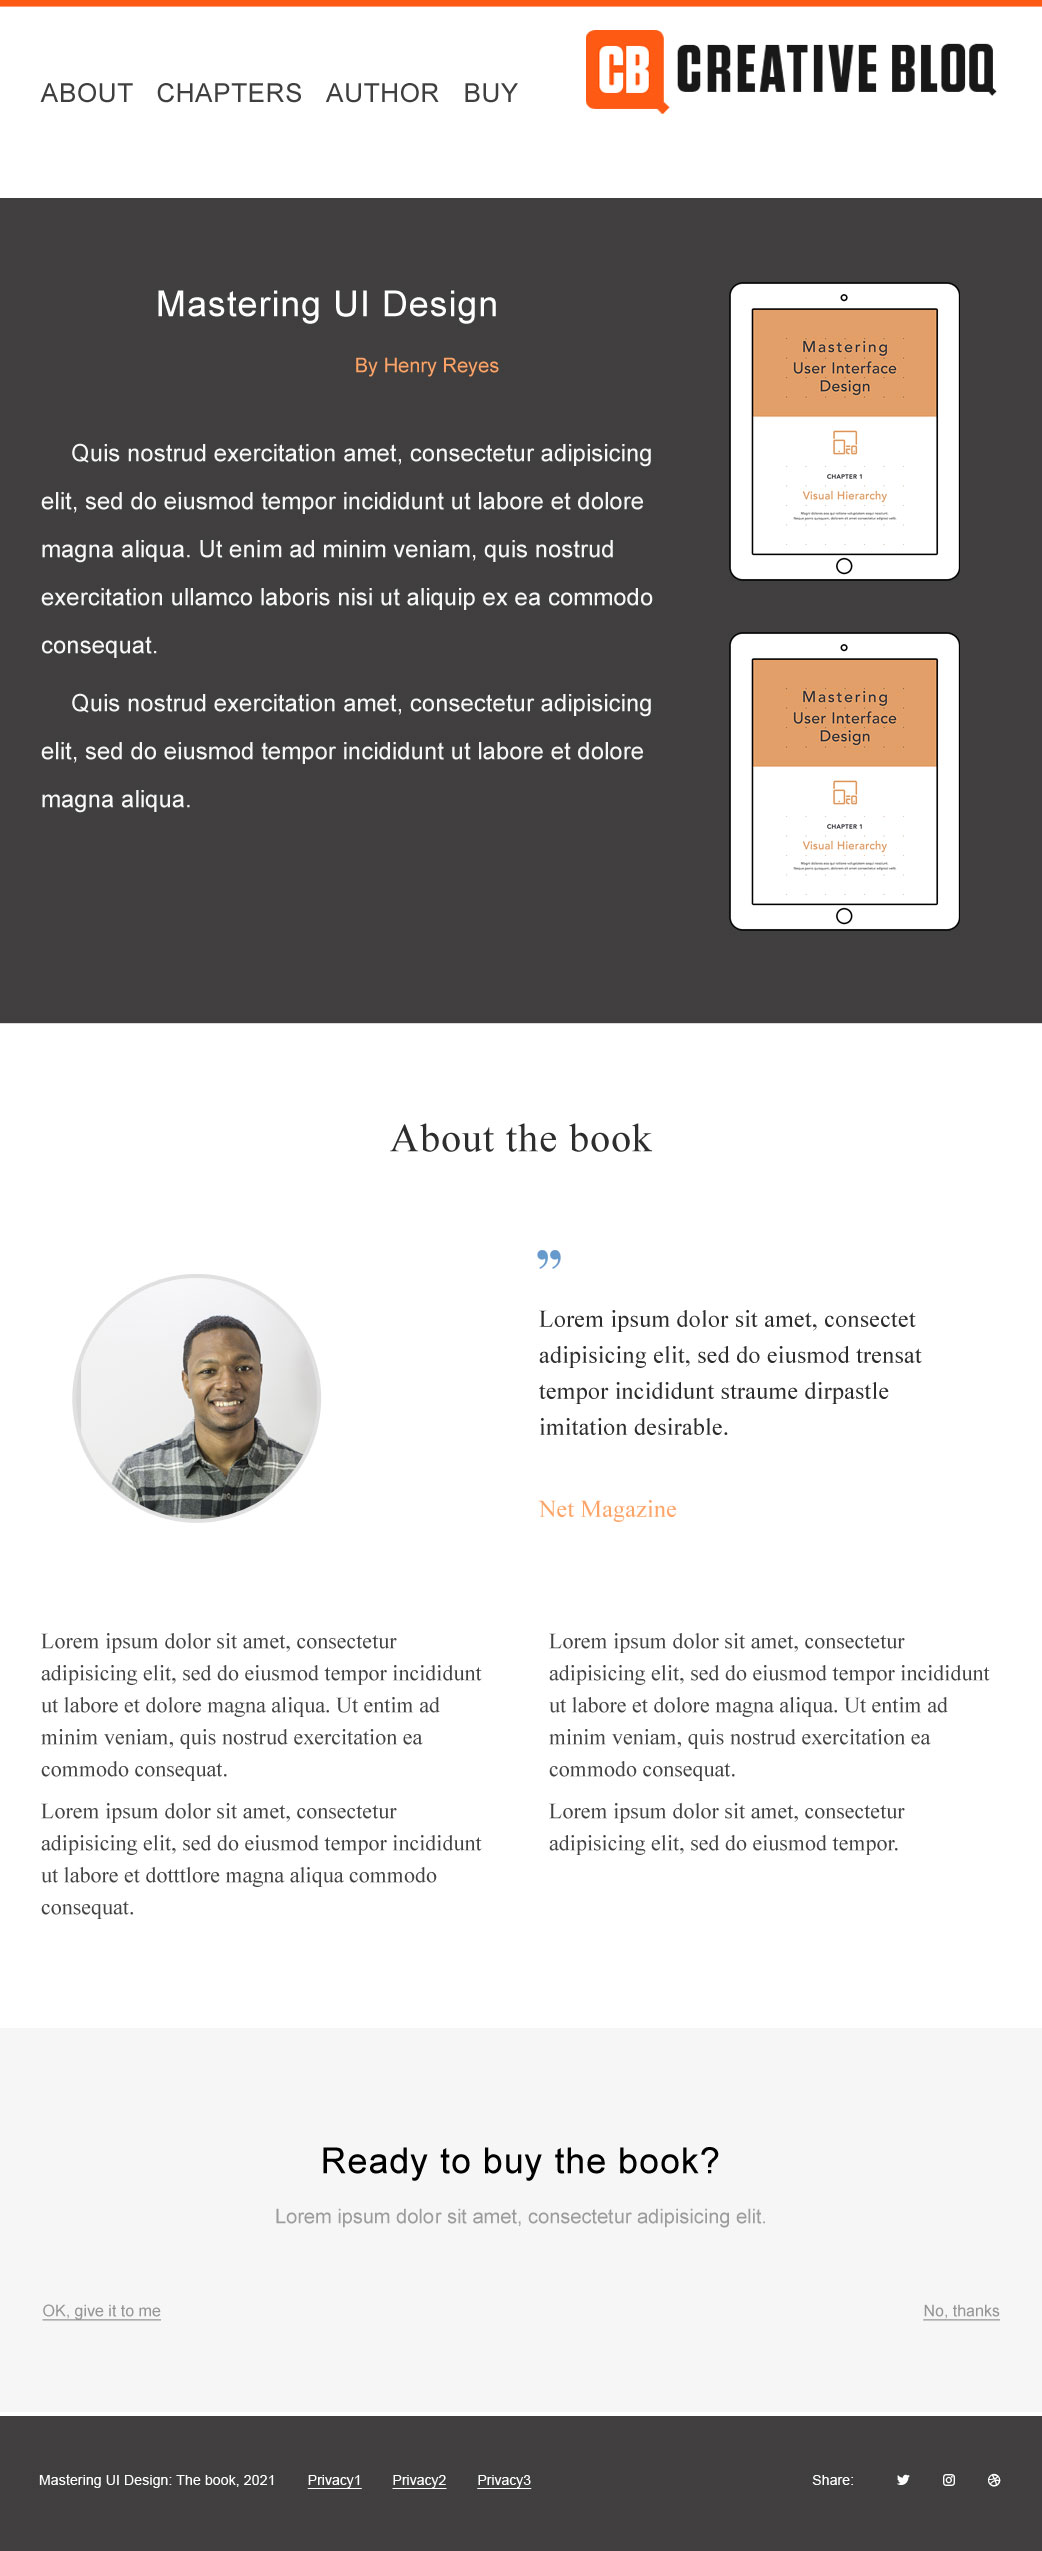 ABOUT CHAPTERS AUTHOR BUY
CB CREATIVE BLOQ
Mastering UI Design
By Henry Reyes
Quis nostrud exercitation amet, consectetur adipisicing
elit, sed do eiusmod tempor incididunt ut labore et dolore
magna aliqua. Ut enim ad minim veniam, quis nostrud
exercitation ullamco laboris nisi ut aliquip ex ea commodo
consequat.
Quis nostrud exercitation amet, consectetur adipisicing
elit, sed do eiusmod tempor incididunt ut labore et dolore
magna aliqua.
Mastering
User Interface
Design
CHAPTER 1
Visual Hierarchy
Mastering
User Interface
Design
CHAPTER 1
Visual Hierarchy
About the book
”
Lorem ipsum dolor sit amet, consectet
adipisicing elit, sed do eiusmod trensat
tempor incididunt straume dirpastle
imitation desirable.
Net Magazine
Lorem ipsum dolor sit amet, consectetur
adipisicing elit, sed do eiusmod tempor incididunt
ut labore et dolore magna aliqua. Ut entim ad
minim veniam, quis nostrud exercitation ea
commodo consequat.
Lorem ipsum dolor sit amet, consectetur
adipisicing elit, sed do eiusmod tempor incididunt
ut labore et dotttlore magna aliqua commodo
consequat.
Lorem ipsum dolor sit amet, consectetur
adipisicing elit, sed do eiusmod tempor incididunt
ut labore et dolore magna aliqua. Ut entim ad
minim veniam, quis nostrud exercitation ea
commodo consequat.
Lorem ipsum dolor sit amet, consectetur
adipisicing elit, sed do eiusmod tempor.
Ready to buy the book?
Lorem ipsum dolor sit amet, consectetur adipisicing elit.
OK, give it to me No, thanks
Mastering UI Design: The book, 2021 Privacy1 Privacy2 Privacy3 Share: